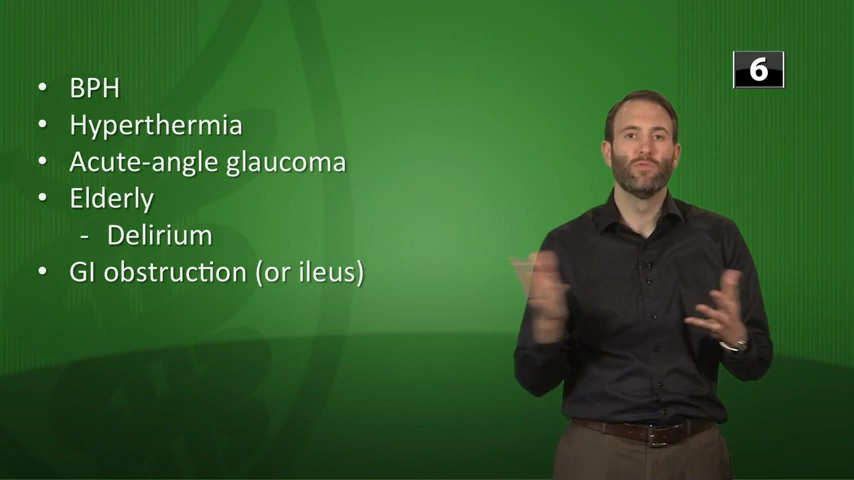 6
• BPH
• Hyperthermia
• Acute-angle glaucoma
• Elderly
- Delirium
• GI obstruction (or ileus)